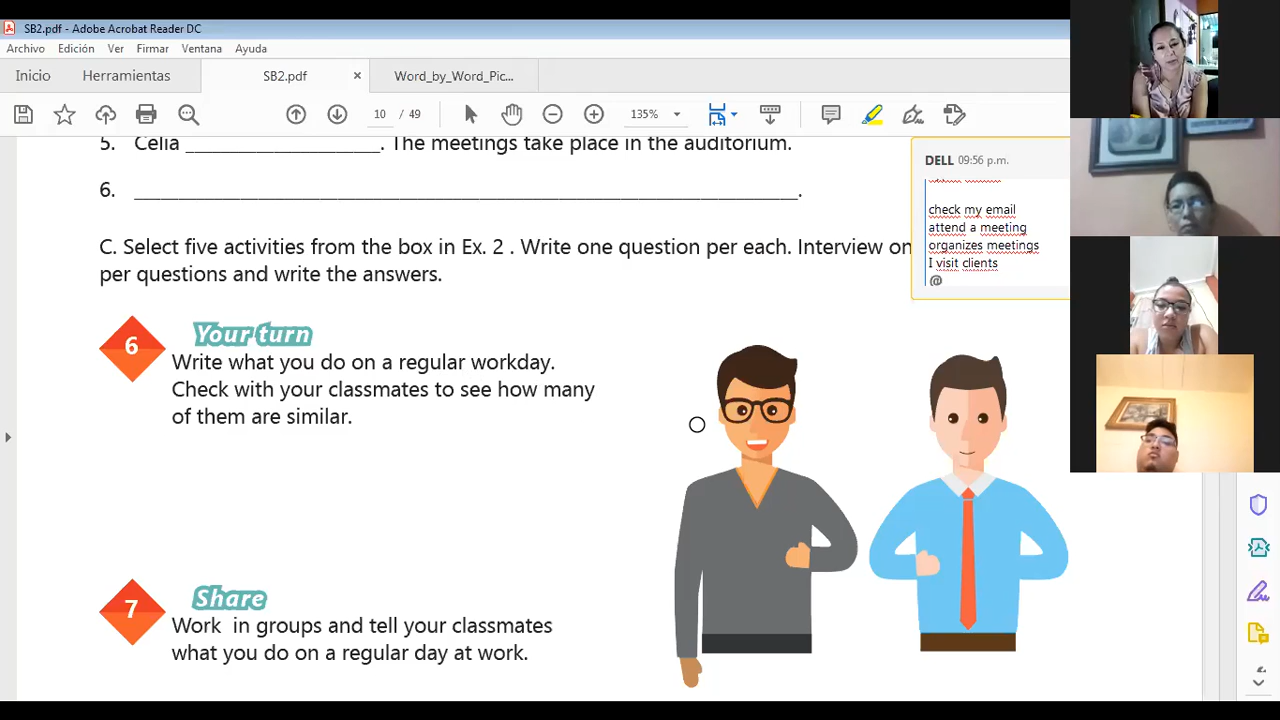 SB2.pdf - Adobe Acrobat Reader DC
Archivo Edición Ver Firmar Ventana Ayuda
Inicio Herramientas SB2.pdf × Word_by_Word_Pic...
10 / 49 135%
5. Celia ____________________. The meetings take place in the auditorium.
6. ____________________________________________________________________.
C. Select five activities from the box in Ex. 2 . Write one question per each. Interview on
per questions and write the answers.
DELL 09:56 p.m.
check my email
attend a meeting
organizes meetings
I visit clients
@
6 Your turn
Write what you do on a regular workday.
Check with your classmates to see how many
of them are similar.
7 Share
Work in groups and tell your classmates
what you do on a regular day at work.